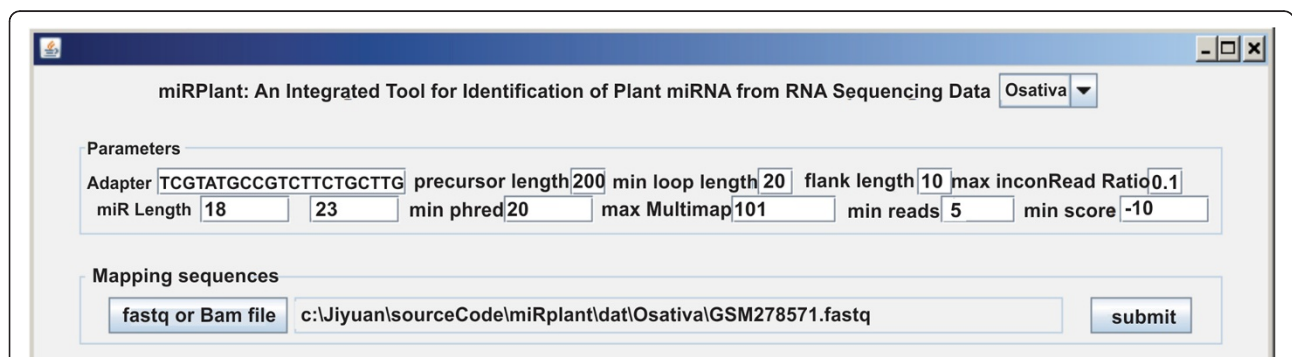 miRPlant: An Integrated Tool for Identification of Plant miRNA from RNA Sequencing Data Osativa
Parameters
Adapter TCGTATGCCGTCTTCTGCTTG precursor length 200 min loop length 20 flank length 10 max inconRead Ratio 0.1
miR Length 18 23 min phred 20 max Multimap 101 min reads 5 min score -10
Mapping sequences
fastq or Bam file c:\Jiyuan\sourceCode\miRplant\dat\Osativa\GSM278571.fastq submit